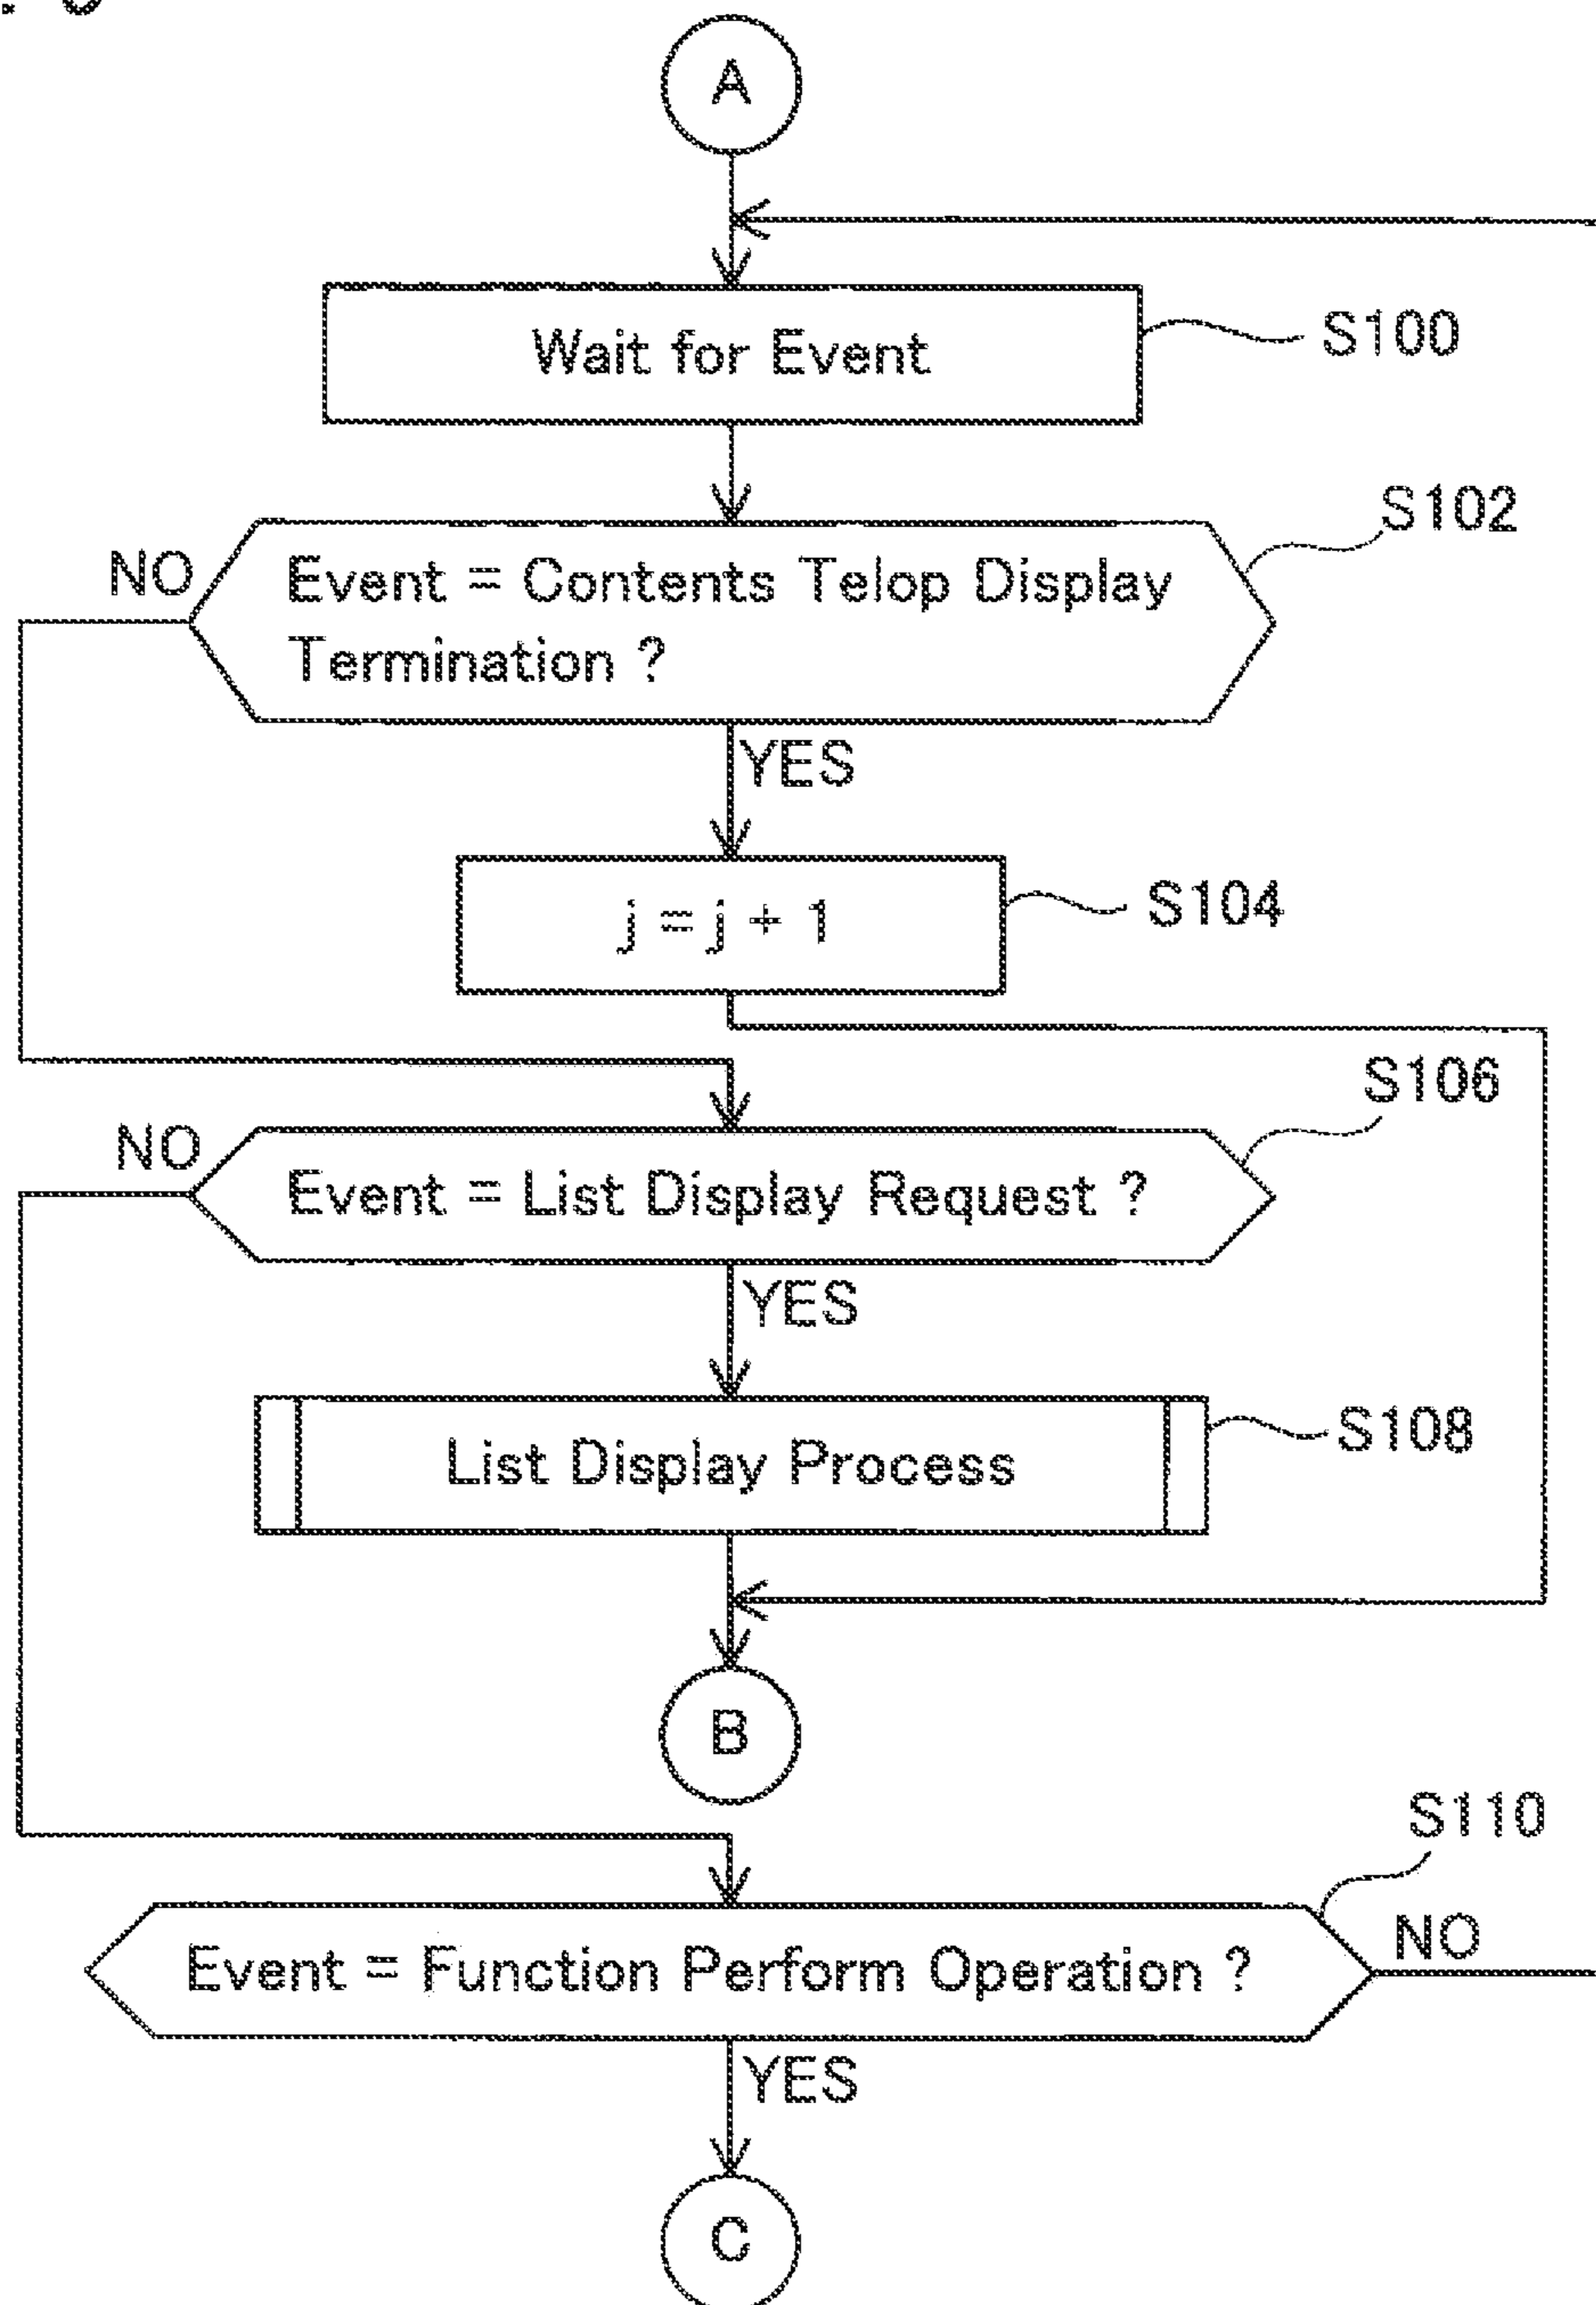 A
Wait for Event
S100
S102
NO
Event = Contents Telop Display
Termination ?
YES
j = j + 1
S104
S106
NO
Event = List Display Request ?
YES
List Display Process
S108
B
S110
Event = Function Perform Operation ?
NO
YES
C